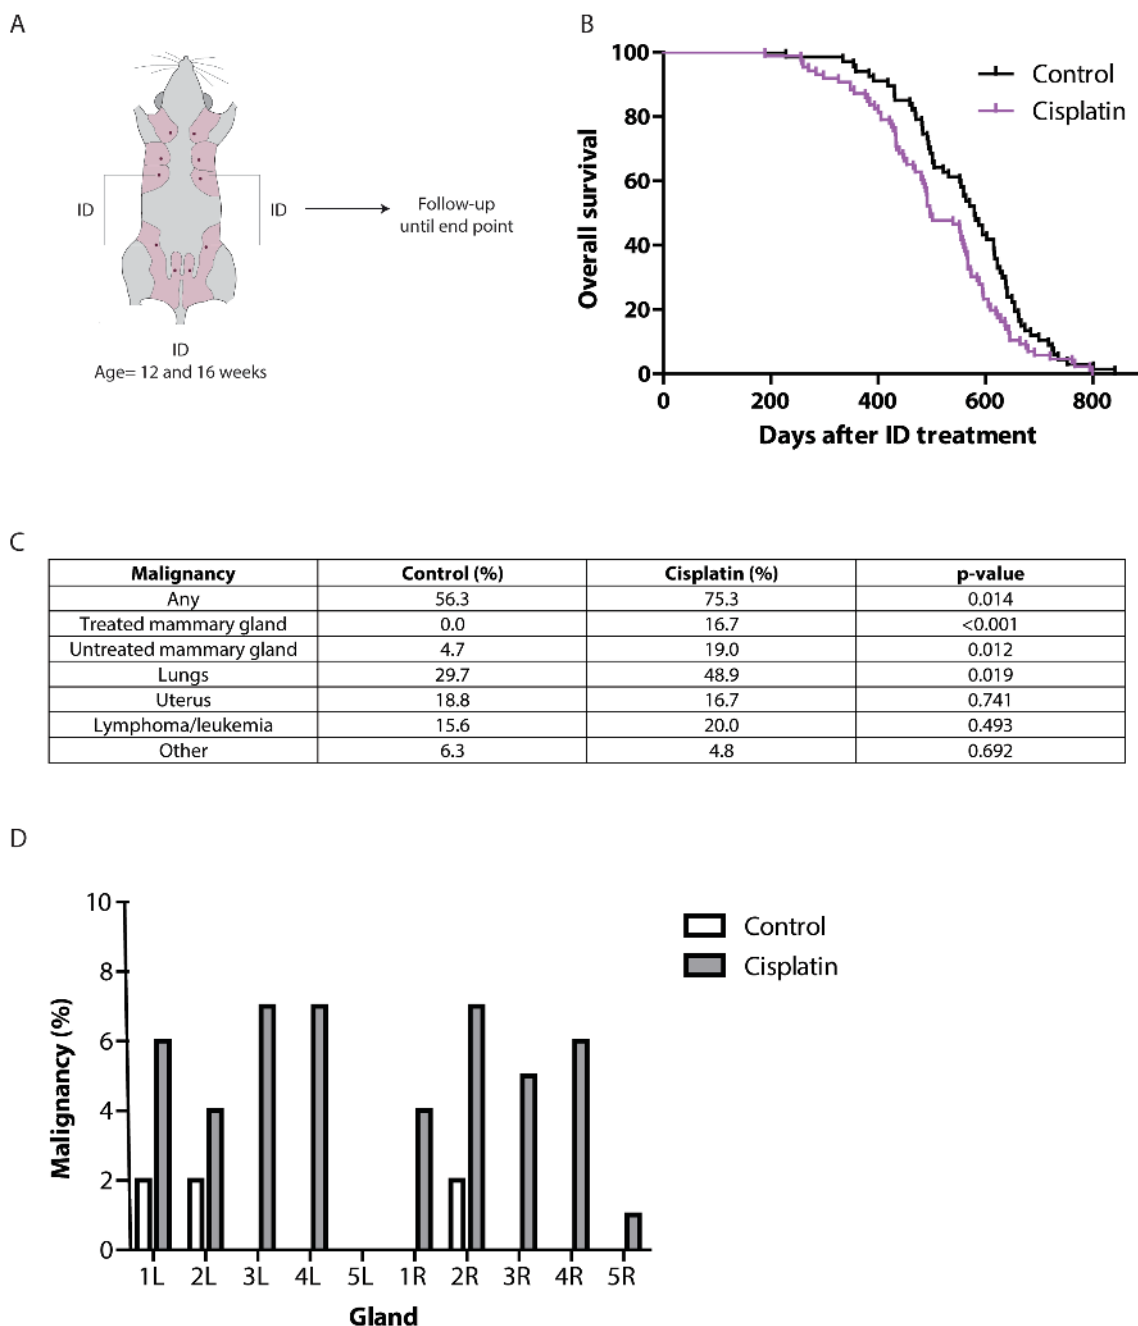 A
ID
ID
Follow-up
until end point
ID
Age= 12 and 16 weeks
B
Overall survival
100
80
60
40
20
0
0 200 400 600 800
Days after ID treatment
Control
Cisplatin
C
Malignancy Control (%) Cisplatin (%) p-value
Any 56.3 75.3 0.014
Treated mammary gland 0.0 16.7 <0.001
Untreated mammary gland 4.7 19.0 0.012
Lungs 29.7 48.9 0.019
Uterus 18.8 16.7 0.741
Lymphoma/leukemia 15.6 20.0 0.493
Other 6.3 4.8 0.692
D
Malignancy (%)
10
8
6
4
2
0
1L 2L 3L 4L 5L 1R 2R 3R 4R 5R
Gland
Control
Cisplatin